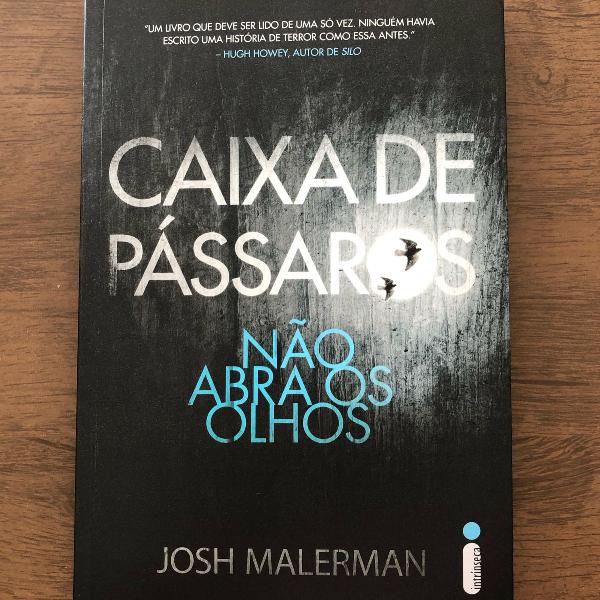 “UM LIVRO QUE DEVE SER LIDO DE UMA SÓ VEZ. NINGUÉM HAVIA
ESCRITO UMA HISTÓRIA DE TERROR COMO ESSA ANTES.”
– HUGH HOWEY, AUTOR DE SILO
CAIXA DE
PÁSSAROS
NÃO
ABRA OS
OLHOS
JOSH MALERMAN
intrínseca